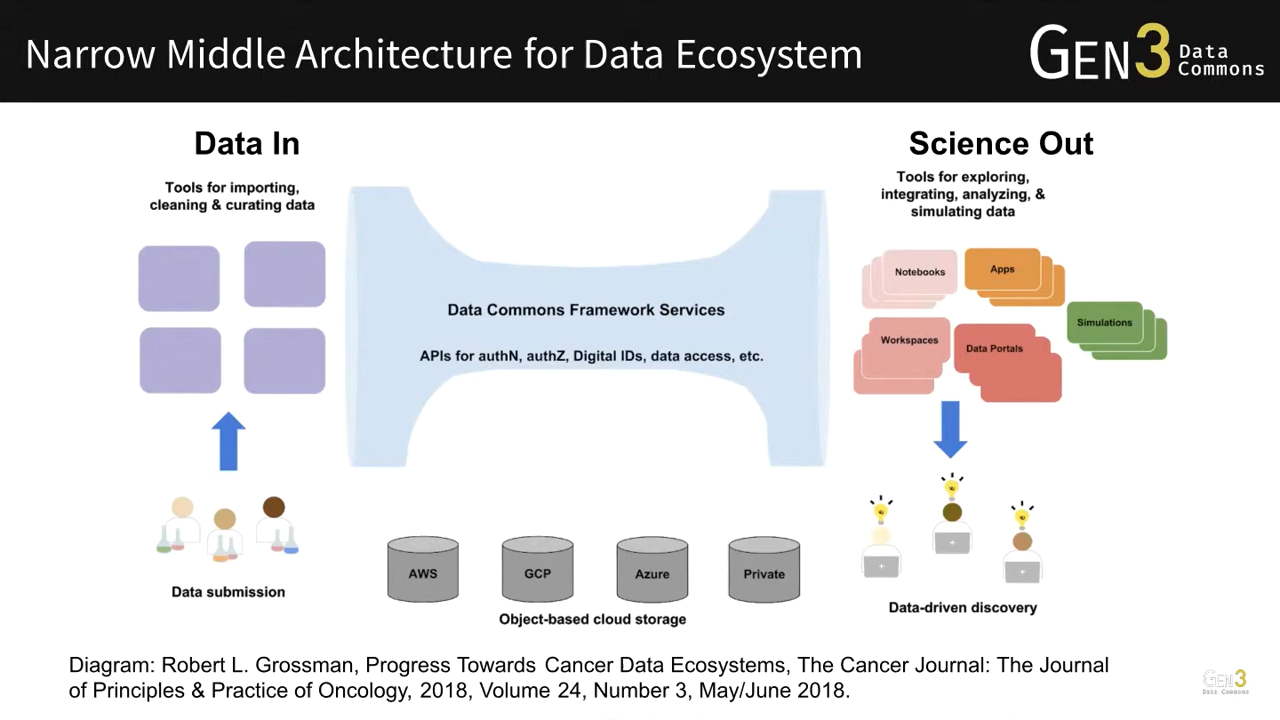 Narrow Middle Architecture for Data Ecosystem
GEN3 Data
Commons
Data In
Tools for importing,
cleaning & curating data
Data submission
Data Commons Framework Services
APIs for authN, authZ, Digital IDs, data access, etc.
AWS
GCP
Azure
Private
Object-based cloud storage
Science Out
Tools for exploring,
integrating, analyzing, &
simulating data
Notebooks
Apps
Simulations
Workspaces
Data Portals
Data-driven discovery
Diagram: Robert L. Grossman, Progress Towards Cancer Data Ecosystems, The Cancer Journal: The Journal
of Principles & Practice of Oncology, 2018, Volume 24, Number 3, May/June 2018.
GEN3
DATA COMMONS